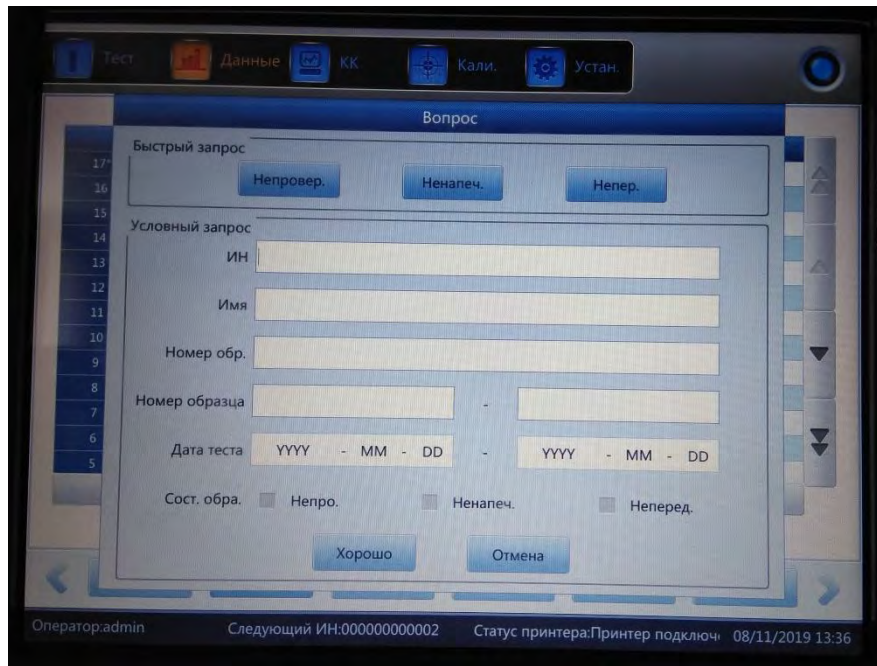 Тест Данные КК Кали. Устан.
Вопрос
Быстрый запрос
Непровер. Ненапеч. Непер.
Условный запрос
ИН
Имя
Номер обр.
Номер образца -
Дата теста YYYY - MM - DD - YYYY - MM - DD
Сост. обра. Непро. Ненапеч. Неперед.
Хорошо Отмена
17*
16
15
14
13
12
11
10
9
8
7
6
5
Оператор:admin Следующий ИН:000000000002 Статус принтера:Принтер подключ 08/11/2019 13:36